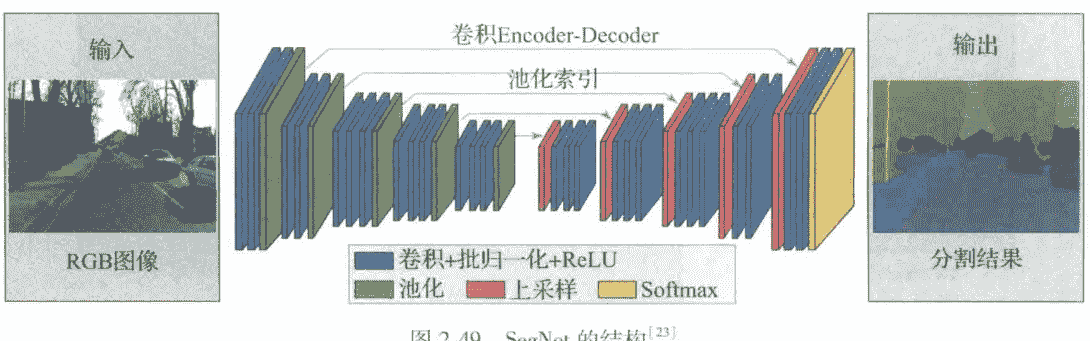 输入
RGB图像
卷积Encoder-Decoder
池化索引
卷积+批归一化+ReLU
池化
上采样
Softmax
输出
分割结果
图 2-49 SegNet 的结构[23]